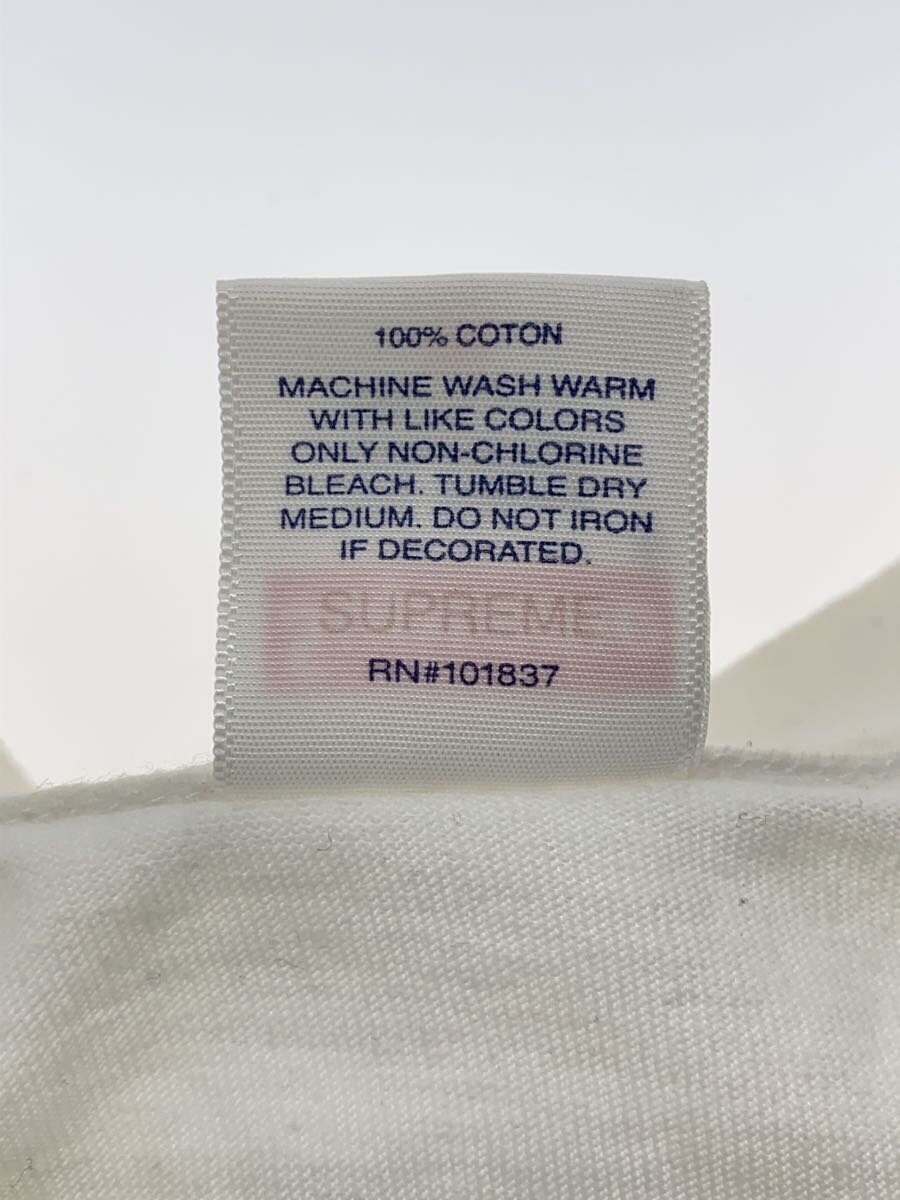 100% COTON
MACHINE WASH WARM
WITH LIKE COLORS
ONLY NON-CHLORINE
BLEACH. TUMBLE DRY
MEDIUM. DO NOT IRON
IF DECORATED.
SUPREME
RN#101837